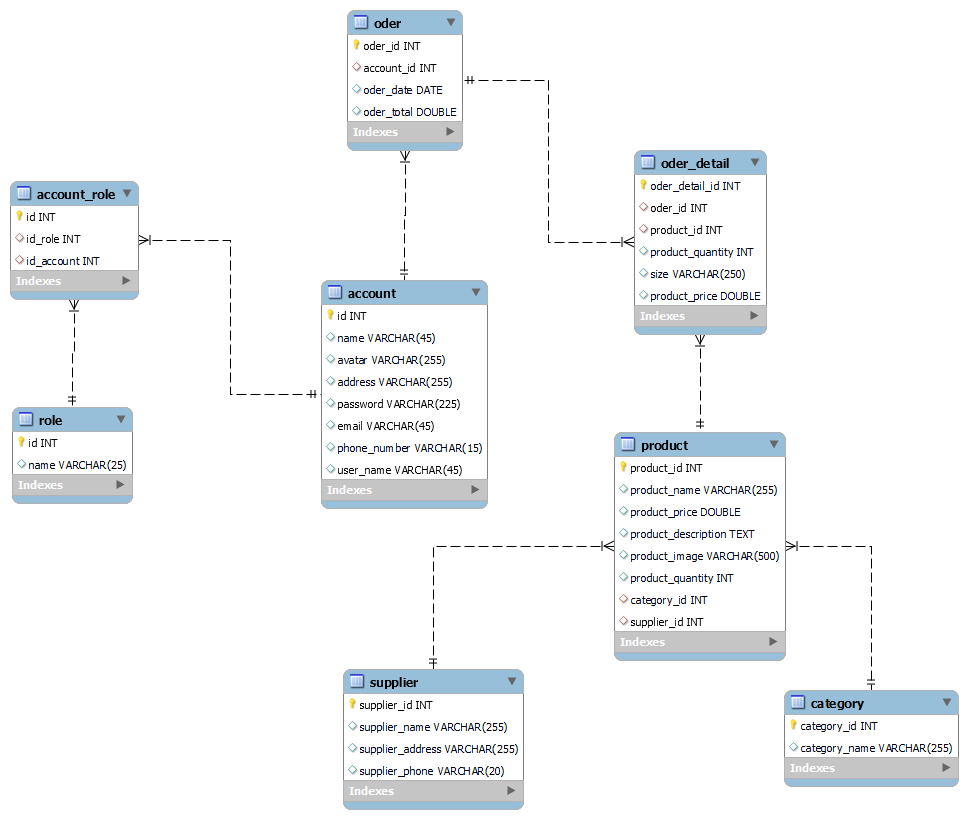 oder
oder_id INT
account_id INT
oder_date DATE
oder_total DOUBLE
Indexes
oder_detail
oder_detail_id INT
oder_id INT
product_id INT
product_quantity INT
size VARCHAR(250)
product_price DOUBLE
Indexes
account_role
id INT
id_role INT
id_account INT
Indexes
account
id INT
name VARCHAR(45)
avatar VARCHAR(255)
address VARCHAR(255)
password VARCHAR(225)
email VARCHAR(45)
phone_number VARCHAR(15)
user_name VARCHAR(45)
Indexes
role
id INT
name VARCHAR(25)
Indexes
product
product_id INT
product_name VARCHAR(255)
product_price DOUBLE
product_description TEXT
product_image VARCHAR(500)
product_quantity INT
category_id INT
supplier_id INT
Indexes
supplier
supplier_id INT
supplier_name VARCHAR(255)
supplier_address VARCHAR(255)
supplier_phone VARCHAR(20)
Indexes
category
category_id INT
category_name VARCHAR(255)
Indexes